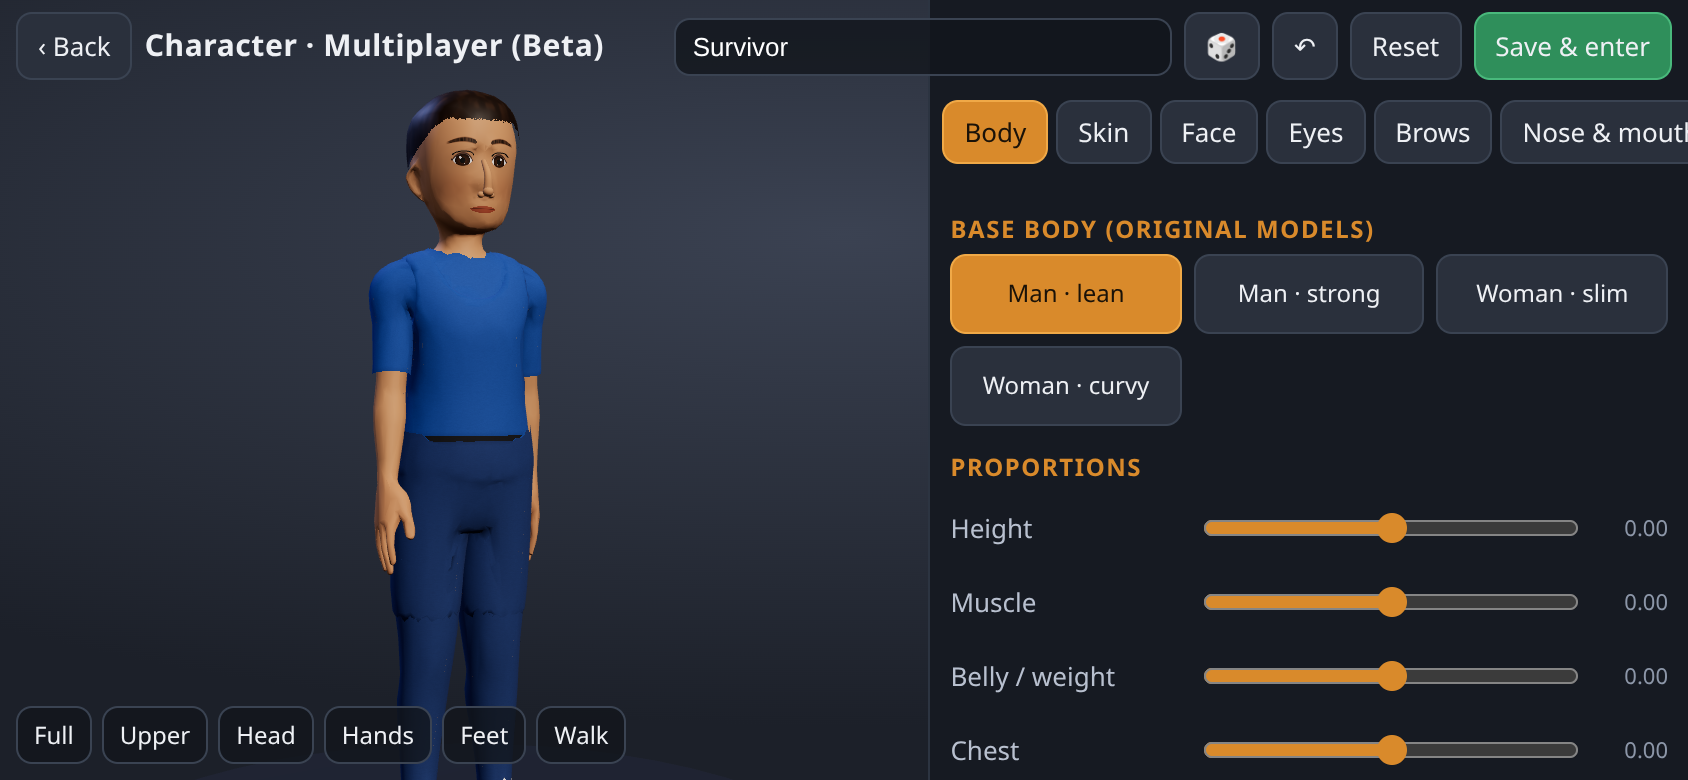 ‹ Back
Character · Multiplayer (Beta)
Survivor
Reset
Save & enter
Body
Skin
Face
Eyes
Brows
Nose & mouth
BASE BODY (ORIGINAL MODELS)
Man · lean
Man · strong
Woman · slim
Woman · curvy
PROPORTIONS
Height 0.00
Muscle 0.00
Belly / weight 0.00
Chest 0.00
Full
Upper
Head
Hands
Feet
Walk